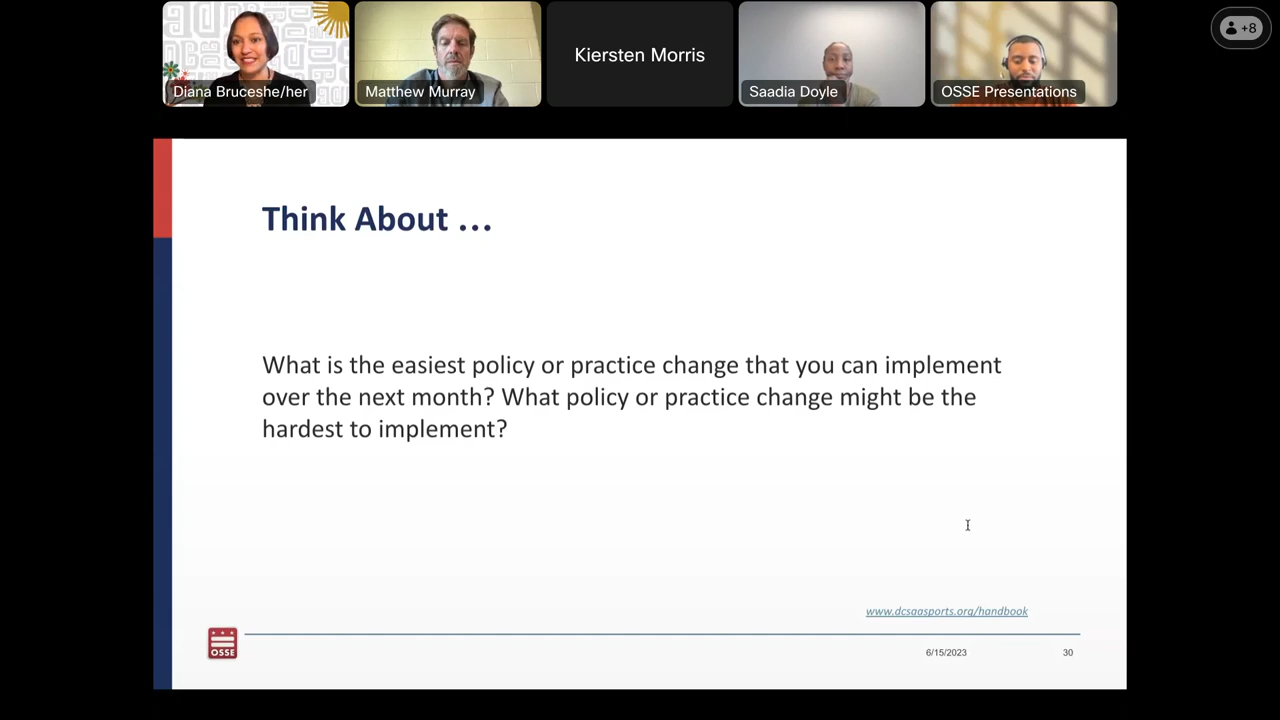 Diana Bruceshe/her
Matthew Murray
Kiersten Morris
Saadia Doyle
OSSE Presentations
+8
Think About ...
What is the easiest policy or practice change that you can implement
over the next month? What policy or practice change might be the
hardest to implement?
www.dcsaasports.org/handbook
OSSE
6/15/2023
30